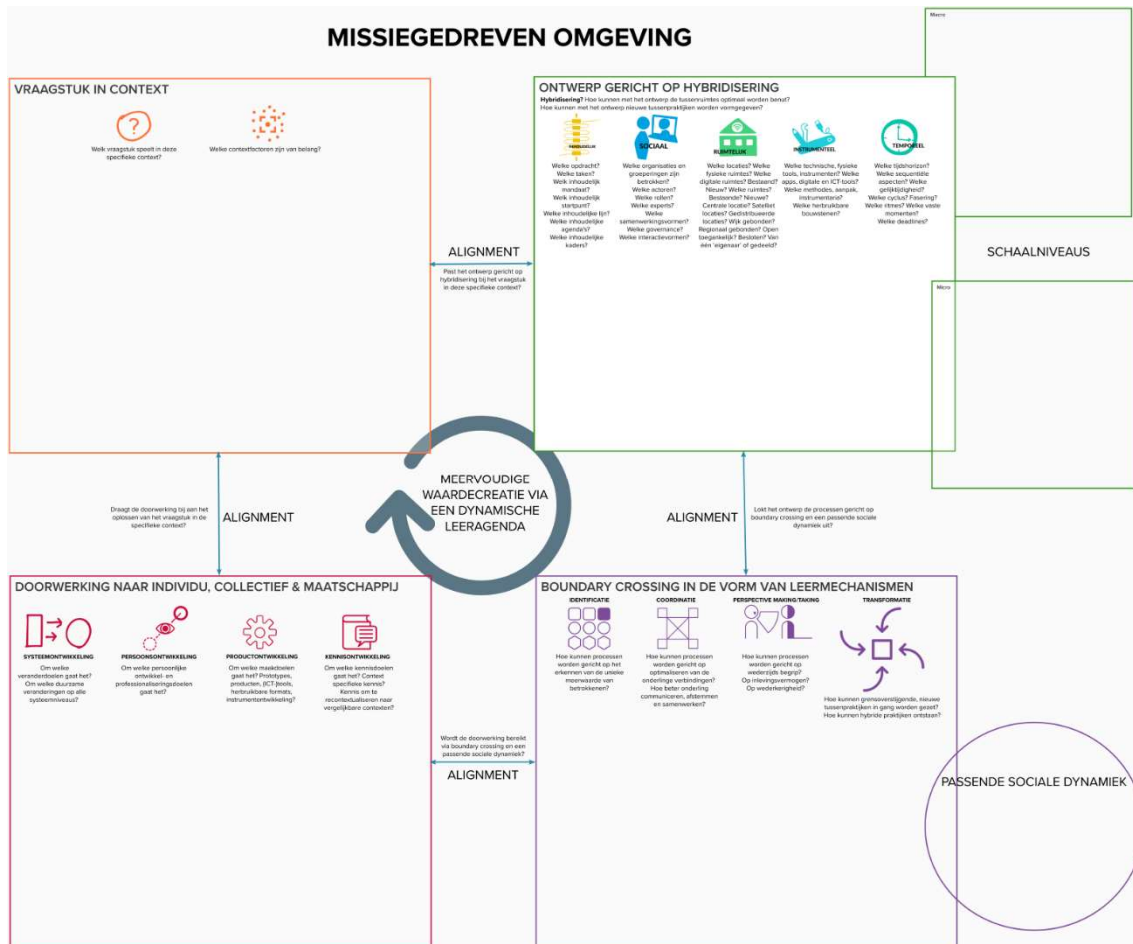 MISSIEGEDREVEN OMGEVING
Macro
VRAAGSTUK IN CONTEXT
Welk vraagstuk speelt in deze
specifieke context?
Welke contextfactoren zijn van belang?
ONTWERP GERICHT OP HYBRIDISERING
Hybridisering? Hoe kunnen met het ontwerp de tussenruimtes optimaal worden benut?
Hoe kunnen met het ontwerp nieuwe tussenpraktijken worden vormgegeven?
Welke opdracht?
Welke taken?
Welk inhoudelijk
mandaat?
Welk inhoudelijk
startpunt?
Welke inhoudelijke lijn?
Welke inhoudelijke
agenda's?
Welke inhoudelijke
kaders?
SOCIAAL
Welke organisaties en
groeperingen zijn
betrokken?
Welke actoren?
Welke rollen?
Welke experts?
Welke
samenwerkingsvormen?
Welke governance?
Welke interactievormen?
RUIMTELIJK
Welke locaties? Welke
fysieke ruimtes? Welke
digitale ruimtes? Bestaand?
Nieuw? Welke ruimtes?
Bestaande? Nieuwe?
Centrale locatie? Satelliet
locaties? Gedistribueerde
locaties? Wijk gebonden?
Regionaal gebonden? Open
toegankelijk? Besloten? Van
één 'eigenaar' of gedeeld?
INSTRUMENTEEL
Welke technische, fysieke
tools, instrumenten? Welke
apps, digitale en ICT-tools?
Welke methodes, aanpak,
instrumentarie?
Welke herbruikbare
bouwstenen?
TEMPOREEL
Welke tijdshorizon?
Welke sequentiële
aspecten? Welke
gelijktijdigheid?
Welke cyclus? Fasering?
Welke ritmes? Welke vaste
momenten?
Welke deadlines?
ALIGNMENT
Past het ontwerp gericht op
hybridisering bij het vraagstuk
in deze specifieke context?
SCHAALNIVEAUS
Micro
MEERVOUDIGE
WAARDECREATIE VIA
EEN DYNAMISCHE
LEERAGENDA
Draagt de doorwerking bij aan het
oplossen van het vraagstuk in de
specifieke context?
ALIGNMENT
ALIGNMENT
Lokt het ontwerp de processen gericht op
boundary crossing en een passende sociale
dynamiek uit?
DOORWERKING NAAR INDIVIDU, COLLECTIEF & MAATSCHAPPIJ
SYSTEEMONTWIKKELING
Om welke
veranderdoelen gaat het?
Om welke duurzame
veranderingen op alle
systeemniveaus?
PERSOONSONTWIKKELING
Om welke persoonlijke
ontwikkel- en
professionaliseringsdoelen
gaat het?
PRODUCTONTWIKKELING
Om welke maakdoelen
gaat het? Prototypes,
producten, (ICT-)tools,
herbruikbare formats,
instrumentontwikkeling?
KENNISONTWIKKELING
Om welke kennisdoelen
gaat het? Context
specifieke kennis?
Kennis om te
recontextualiseren naar
vergelijkbare contexten?
BOUNDARY CROSSING IN DE VORM VAN LEERMECHANISMEN
IDENTIFICATIE
Hoe kunnen processen
worden gericht op het
erkennen van de unieke
meerwaarde van
betrokkenen?
COORDINATIE
Hoe kunnen processen
worden gericht op
optimaliseren van de
onderlinge verbindingen?
Hoe beter onderling
communiceren, afstemmen
en samenwerken?
PERSPECTIVE MAKING/TAKING
Hoe kunnen processen
worden gericht op
wederzijds begrip?
Op inlevingsvermogen?
Op wederkerigheid?
TRANSFORMATIE
Hoe kunnen grensoverstijgende, nieuwe
tussenpraktijken in gang worden gezet?
Hoe kunnen hybride praktijken ontstaan?
Wordt de doorwerking bereikt
via boundary crossing en een
passende sociale dynamiek?
ALIGNMENT
PASSENDE SOCIALE DYNAMIEK